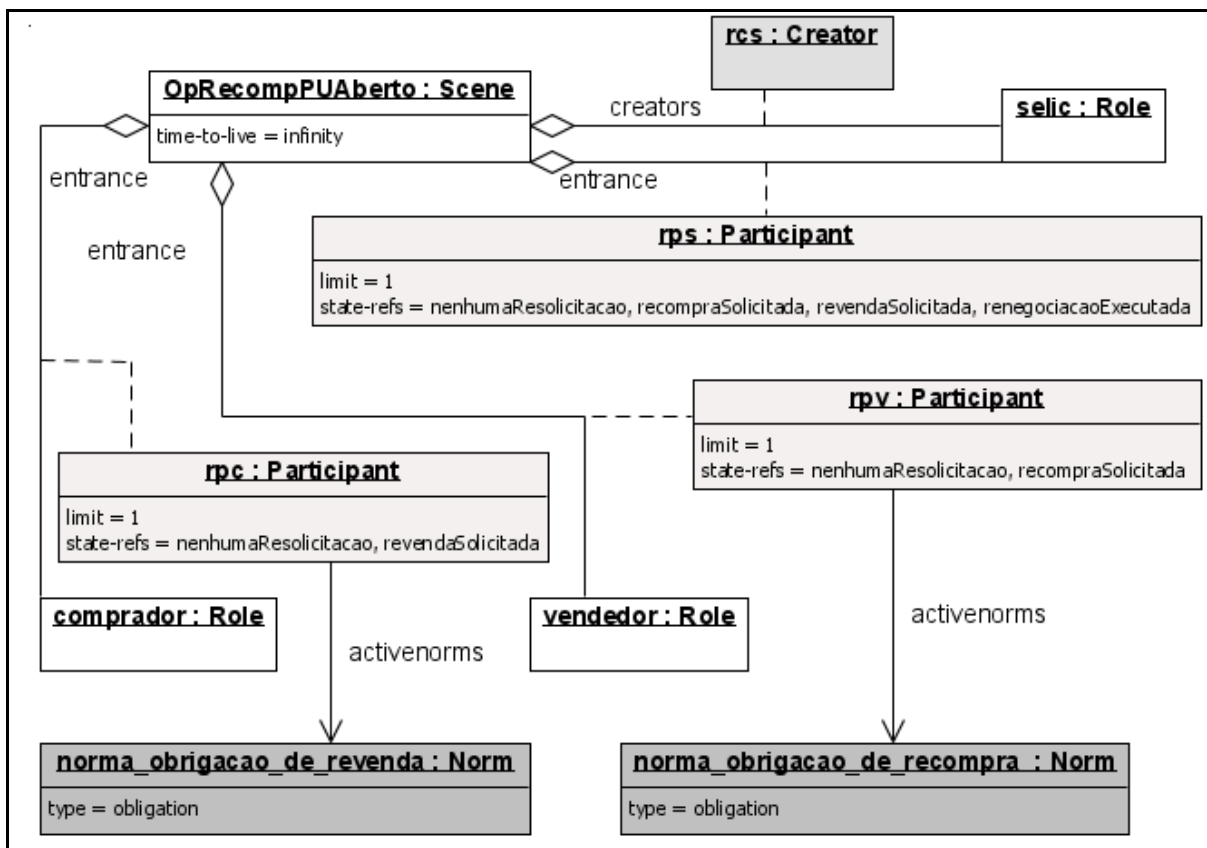 rcs : Creator
OpRecompPUAberto : Scene
time-to-live = infinity
creators
selic : Role
entrance
entrance
entrance
rps : Participant
limit = 1
state-refs = nenhumaResolicitacao, recompraSolicitada, revendaSolicitada, renegociacaoExecutada
rpv : Participant
limit = 1
state-refs = nenhumaResolicitacao, recompraSolicitada
rpc : Participant
limit = 1
state-refs = nenhumaResolicitacao, revendaSolicitada
comprador : Role
vendedor : Role
activenorms
activenorms
norma_obrigacao_de_revenda : Norm
type = obligation
norma_obrigacao_de_recompra : Norm
type = obligation